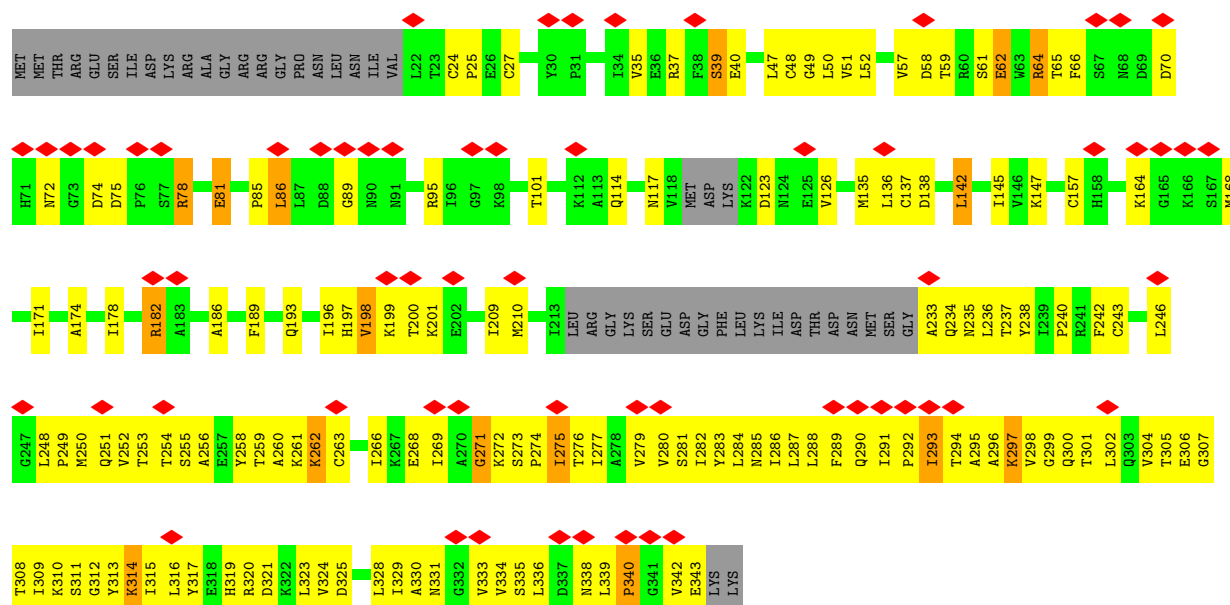 MET MET THR ARG GLU SER ILE ASP LYS ARG ALA GLY ARG ARG GLY PRO ASN LEU ASN ILE VAL L22 T23 C24 P25 E26 C27 Y30 P31 I34 V35 E36 R37 F38 S39 E40 L47 C48 G49 L50 V51 L52 V57 D58 T59 R60 S61 E62 W63 R64 T65 F66 S67 N68 D69 D70
H71 N72 G73 D74 D75 P76 S77 R78 E81 P85 L86 L87 D88 G89 N90 N91 R95 I96 G97 K98 T101 K112 A113 Q114 N117 V118 MET ASP LYS K122 D123 N124 E125 V126 M135 L136 C137 D138 L142 I145 V146 K147 C157 H158 K164 G165 K166 S167 M168
I171 A174 I178 R182 A183 A186 F189 Q193 I196 H197 V198 K199 T200 K201 E202 I209 M210 I213 LEU ARG GLY LYS SER GLU ASP GLY PHE LEU LYS ILE ASP THR ASP ASN MET SER GLY A233 Q234 N235 L236 T237 Y238 I239 P240 R241 F242 C243 L246
G247 L248 P249 M250 Q251 V252 T253 T254 S255 A256 E257 Y258 T259 A260 K261 K262 C263 I266 K267 E268 I269 A270 G271 K272 S273 P274 I275 T276 I277 A278 V279 V280 S281 I282 Y283 L284 N285 I286 L287 L288 F289 Q290 I291 P292 I293 T294 A295 A296 K297 V298 G299 Q300 T301 L302 Q303 V304 T305 E306 G307
T308 I309 K310 S311 G312 Y313 K314 I315 L316 Y317 E318 H319 R320 D321 K322 L323 V324 D325 L328 I329 A330 N331 G332 V333 V334 S335 L336 D337 N338 L339 P340 G341 V342 E343 LYS LYS